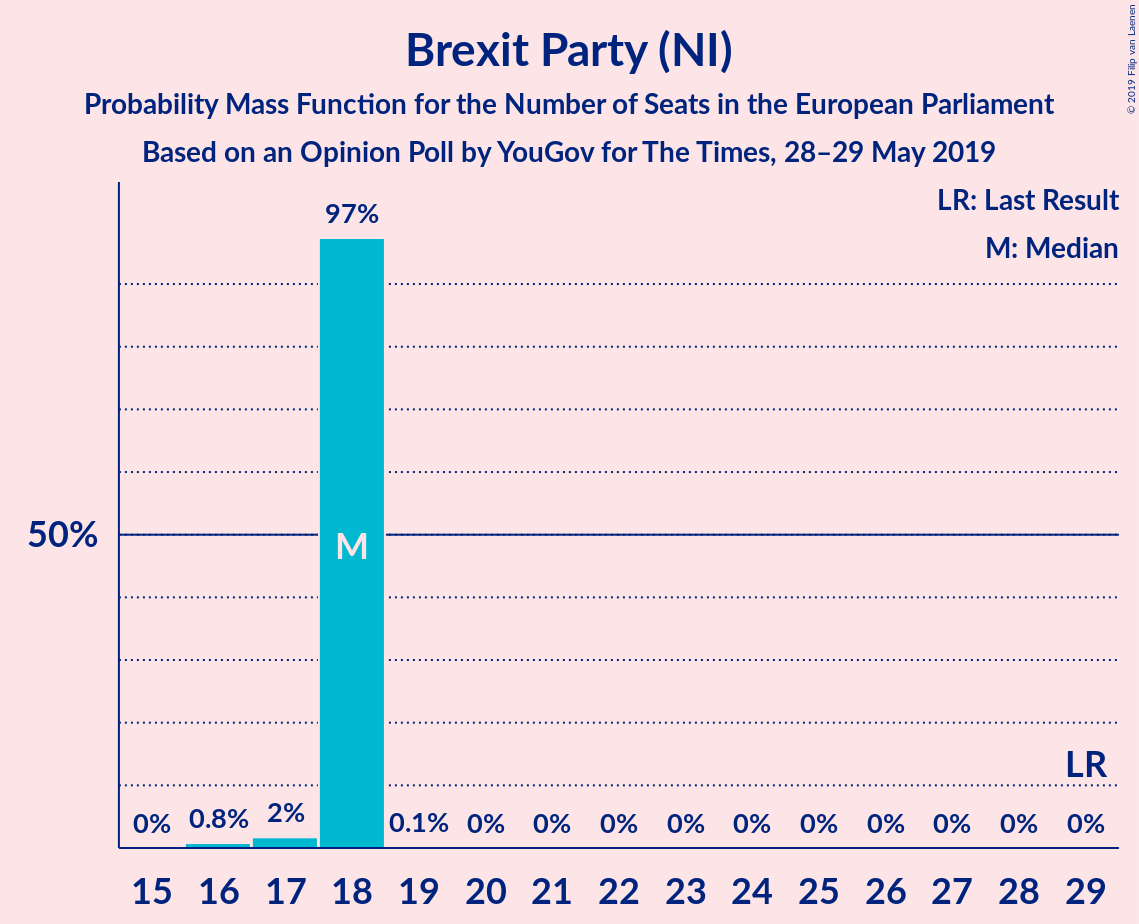 Brexit Party (NI)
Probability Mass Function for the Number of Seats in the European Parliament
Based on an Opinion Poll by YouGov for The Times, 28–29 May 2019
© 2019 Filip van Laenen
LR: Last Result
M: Median
97%
50%
M
LR
0% 0.8% 2% 0.1% 0% 0% 0% 0% 0% 0% 0% 0% 0% 0%
15 16 17 18 19 20 21 22 23 24 25 26 27 28 29